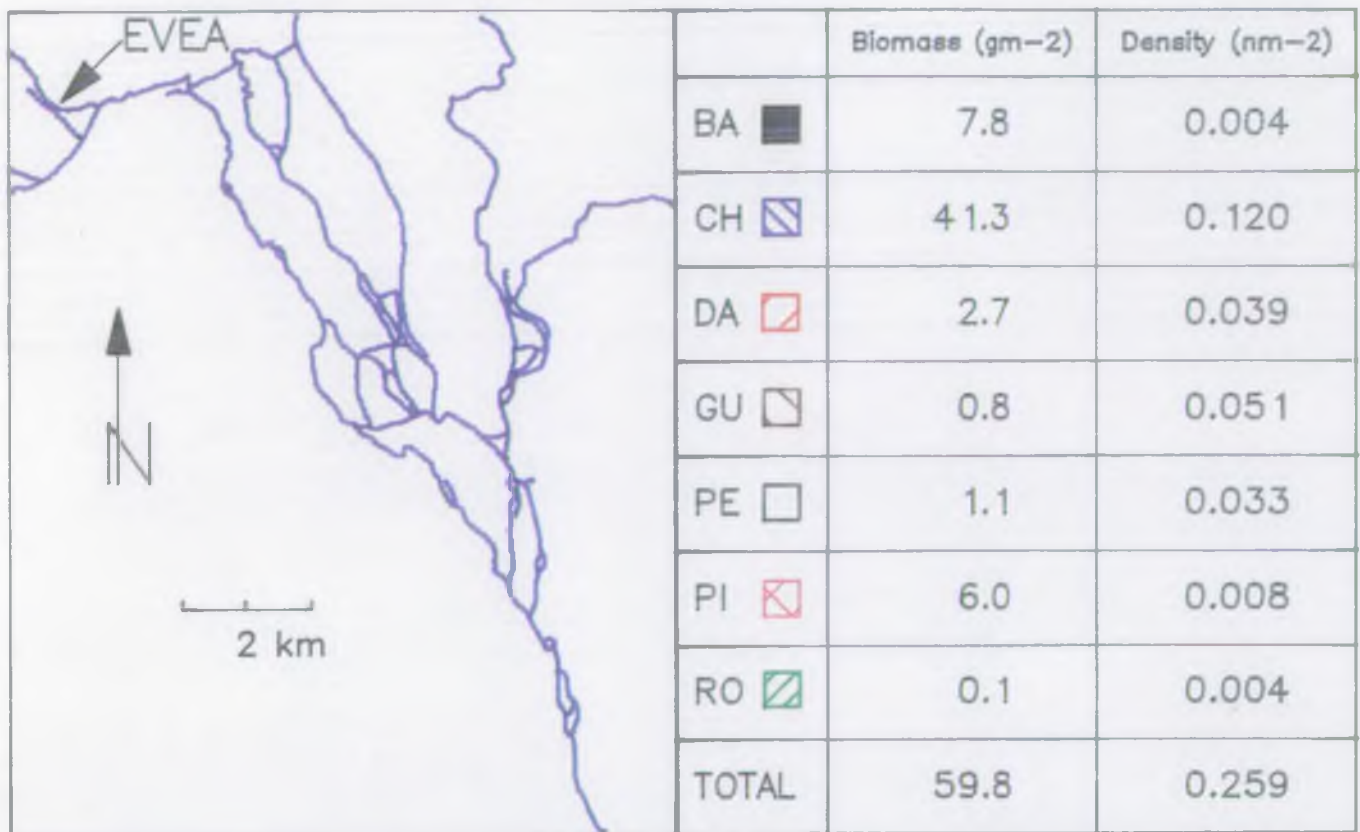 EVEA
N
2 km
Biomass (gm-2) Density (nm-2)
BA 7.8 0.004
CH 41.3 0.120
DA 2.7 0.039
GU 0.8 0.051
PE 1.1 0.033
PI 6.0 0.008
RO 0.1 0.004
TOTAL 59.8 0.259